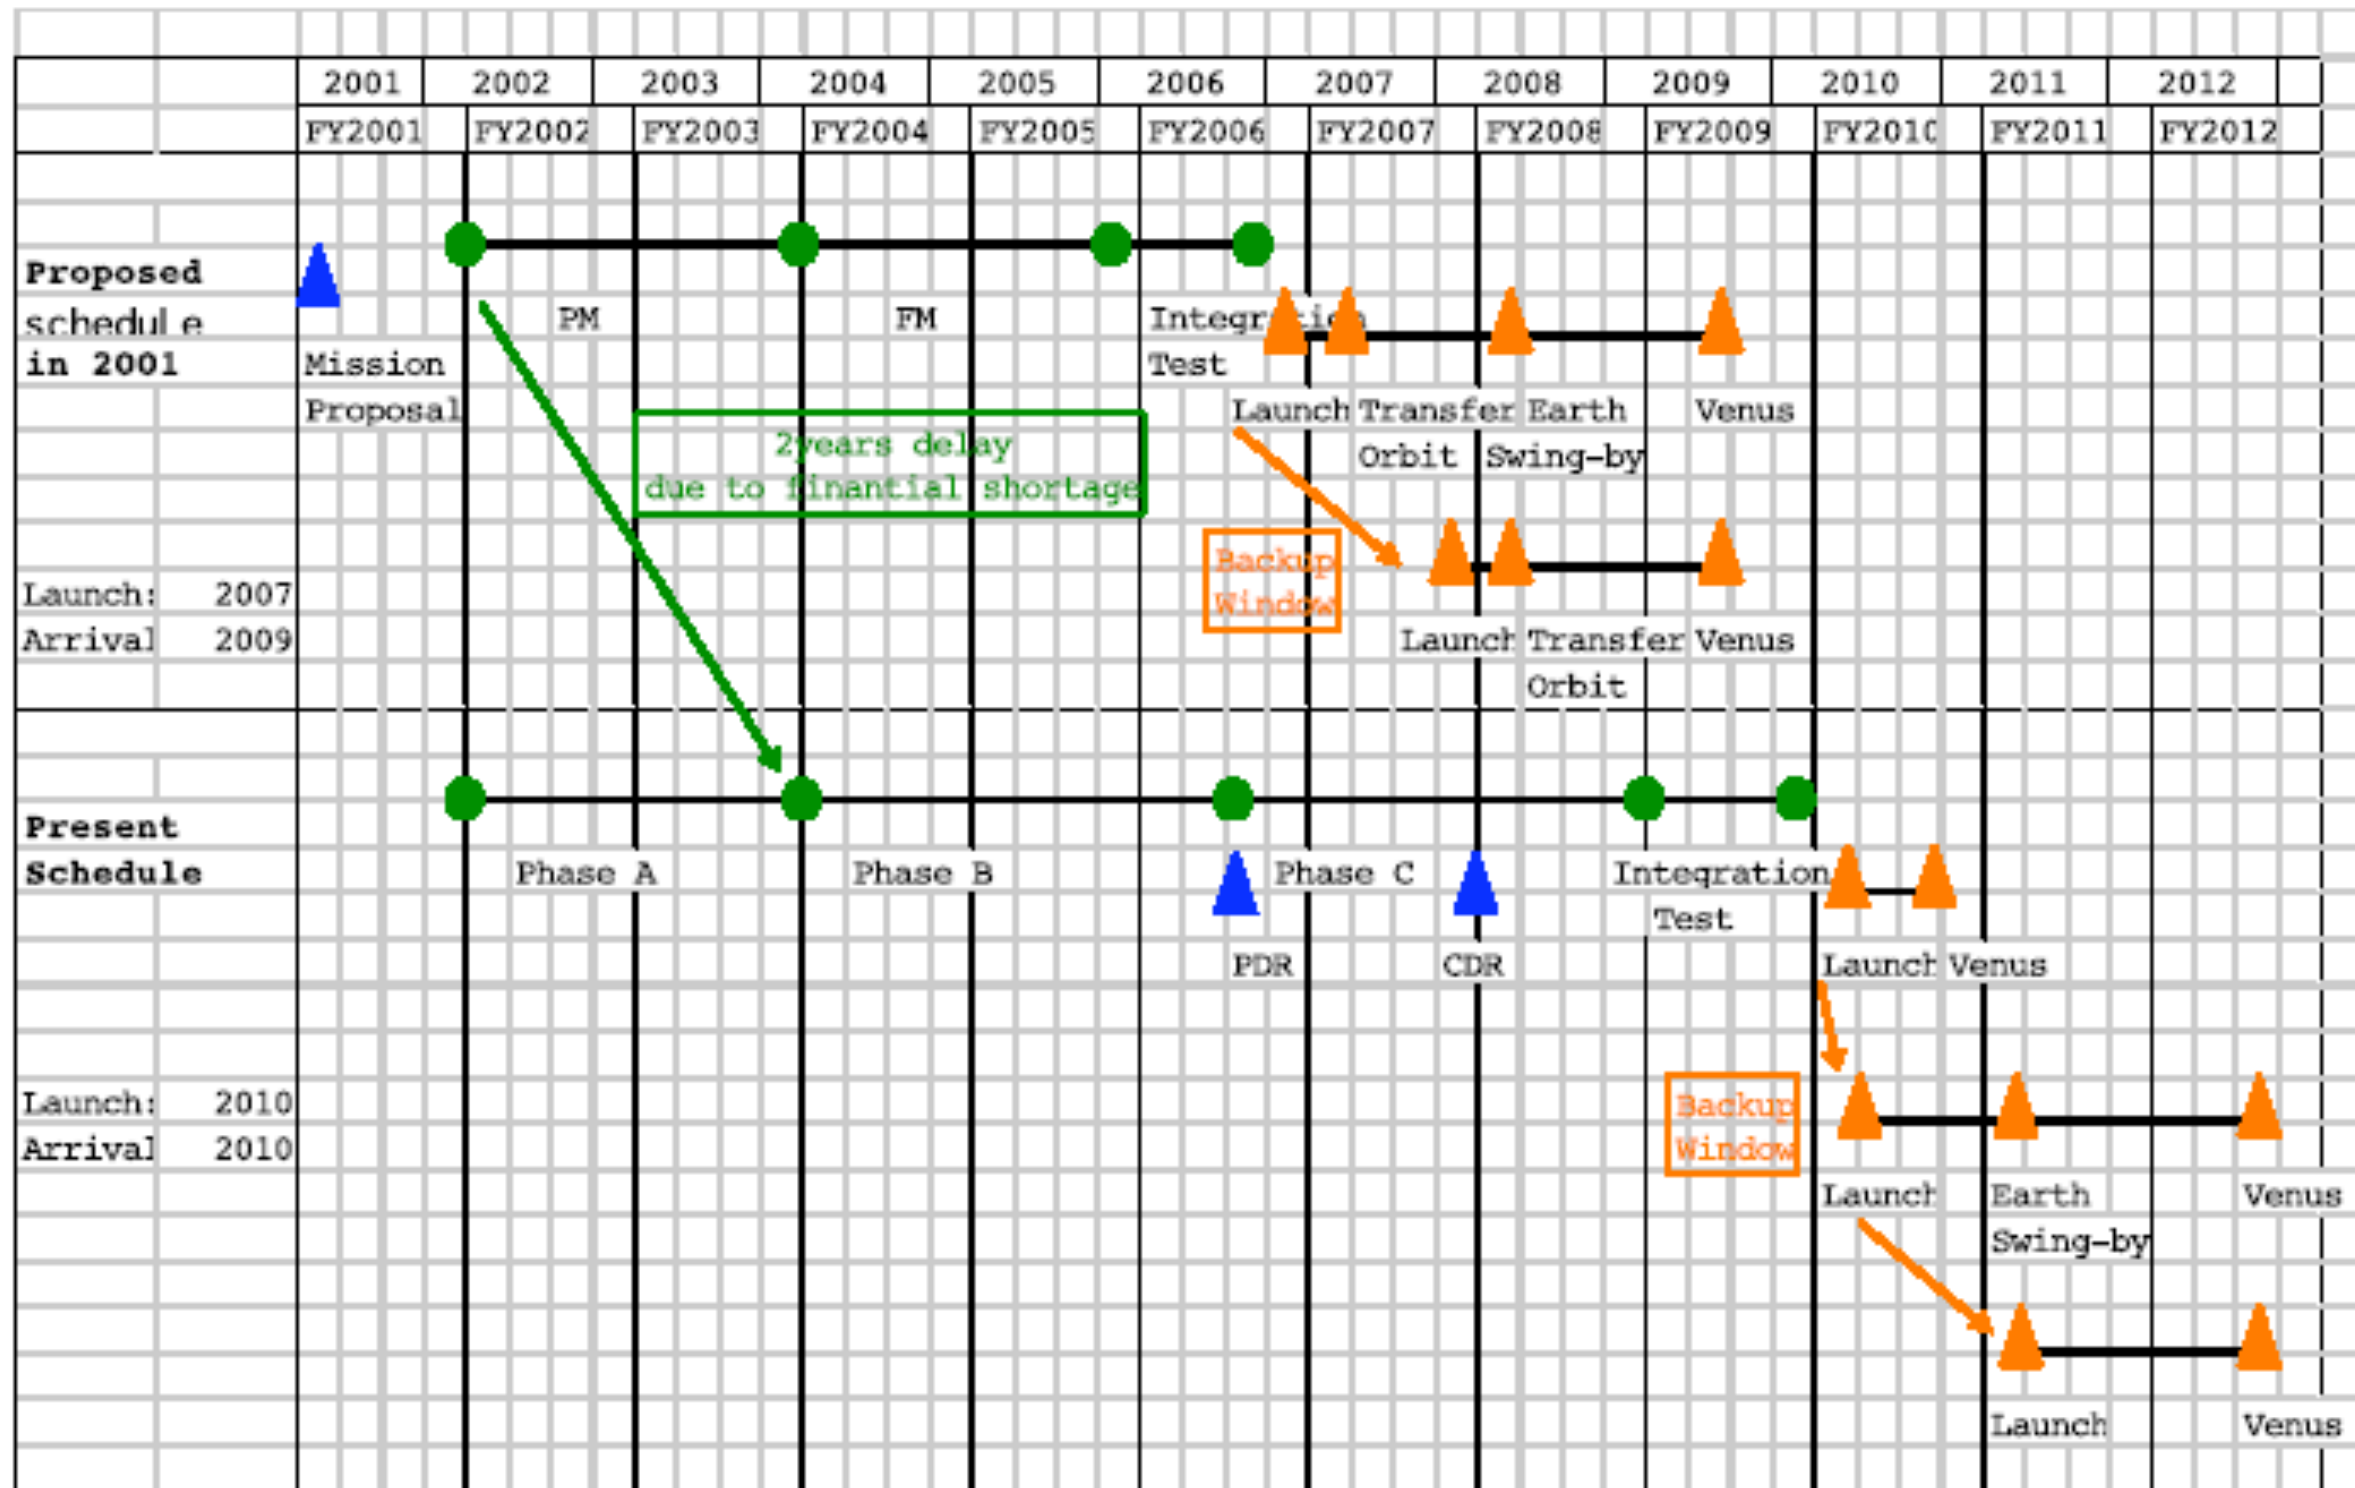 2001 2002 2003 2004 2005 2006 2007 2008 2009 2010 2011 2012
FY2001 FY2002 FY2003 FY2004 FY2005 FY2006 FY2007 FY2008 FY2009 FY2010 FY2011 FY2012
Proposed
schedule PM FM Integration
in 2001 Mission Test
Proposal Launch Transfer Earth Venus
2years delay
Orbit Swing-by
due to finantial shortage
Backup
Launch: 2007 Window
Arrival 2009 Launch Transfer Venus
Orbit
Present
Schedule Phase A Phase B Phase C Integration
Test
PDR CDR Launch Venus
Launch: 2010 Backup
Arrival 2010 Window
Launch Earth Venus
Swing-by
Launch Venus